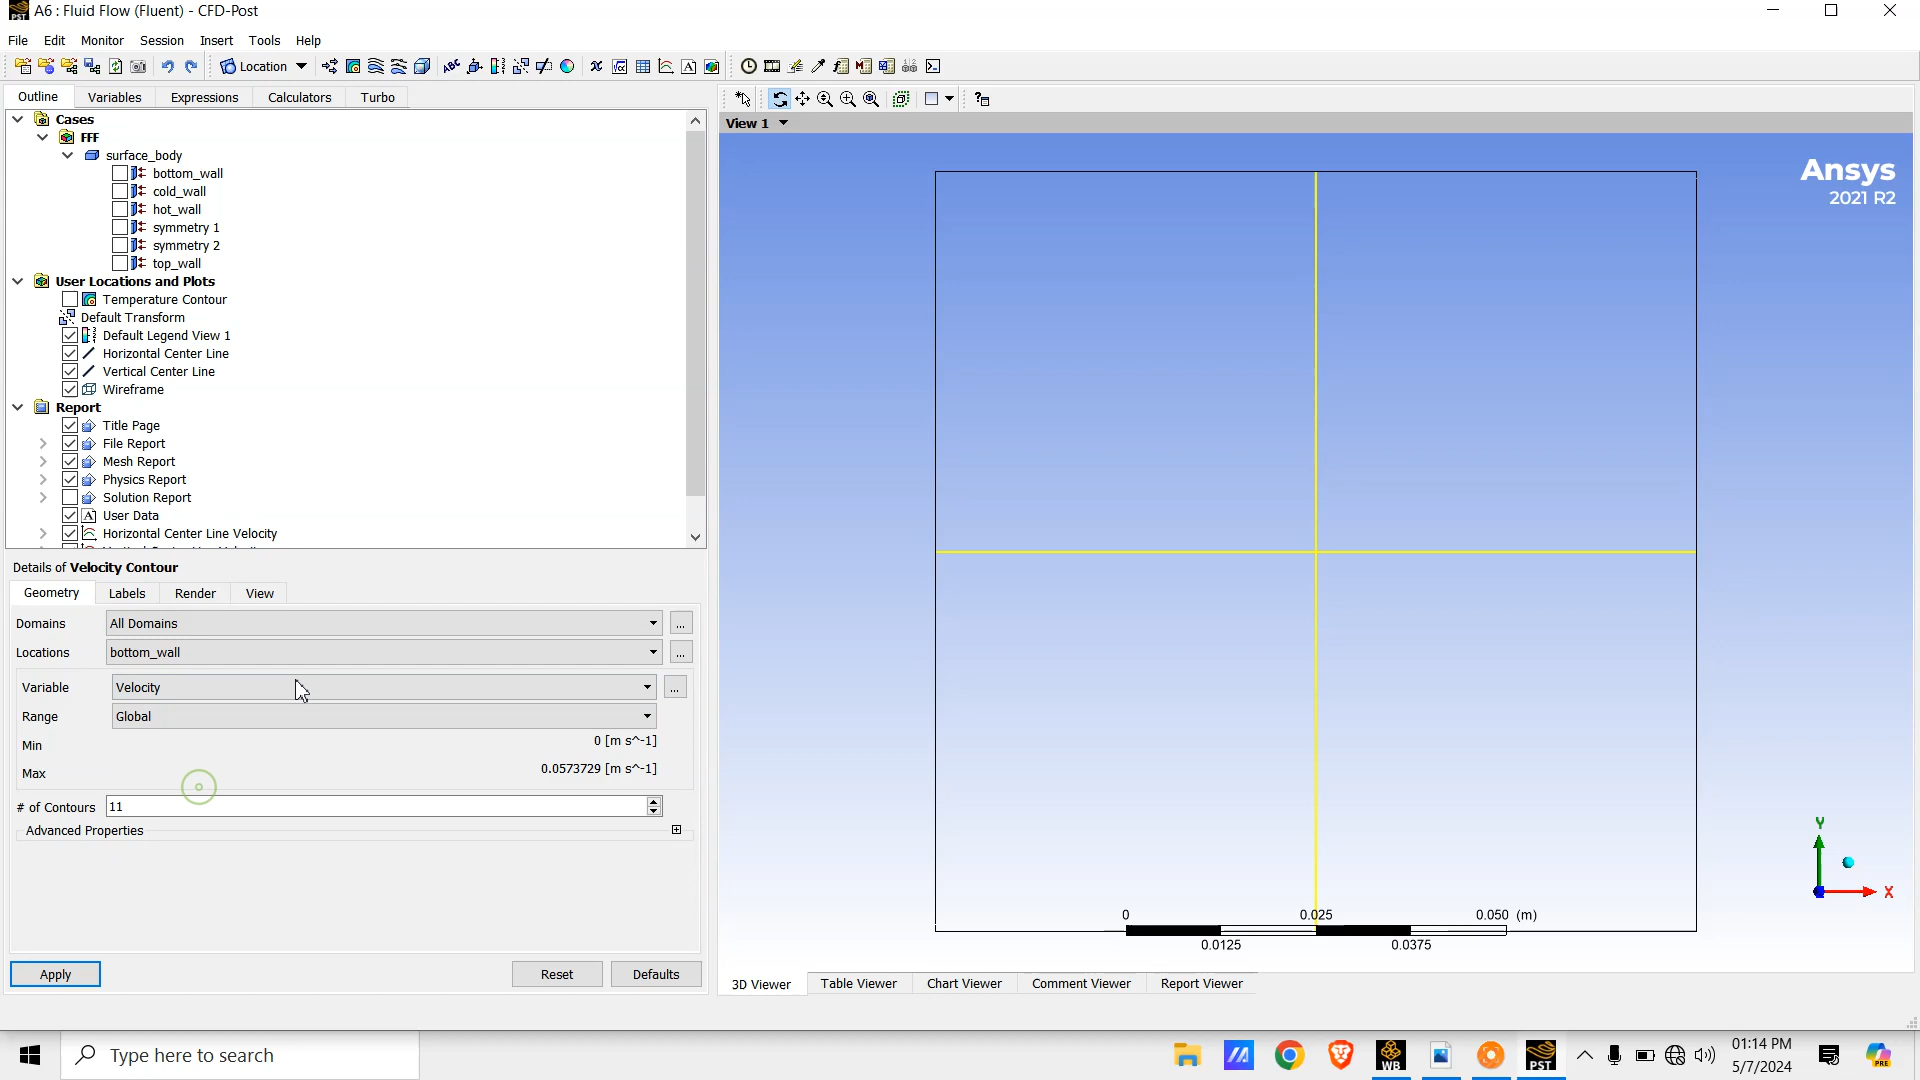 A6 : Fluid Flow (Fluent) - CFD-Post
File Edit Monitor Session Insert Tools Help
Location
Outline Variables Expressions Calculators Turbo
Cases
FFF
surface_body
bottom_wall
cold_wall
hot_wall
symmetry 1
symmetry 2
top_wall
User Locations and Plots
Temperature Contour
Default Transform
Default Legend View 1
Horizontal Center Line
Vertical Center Line
Wireframe
Report
Title Page
File Report
Mesh Report
Physics Report
Solution Report
User Data
Horizontal Center Line Velocity
Details of Velocity Contour
Geometry Labels Render View
Domains All Domains ...
Locations bottom_wall ...
Variable Velocity ...
Range Global
Min 0 [m s^-1]
Max 0.0573729 [m s^-1]
# of Contours 11
Advanced Properties
Apply Reset Defaults
View 1
Ansys
2021 R2
Y
X
0 0.025 0.050 (m)
0.0125 0.0375
3D Viewer Table Viewer Chart Viewer Comment Viewer Report Viewer
Type here to search
WB
PST
01:14 PM
5/7/2024
PRE